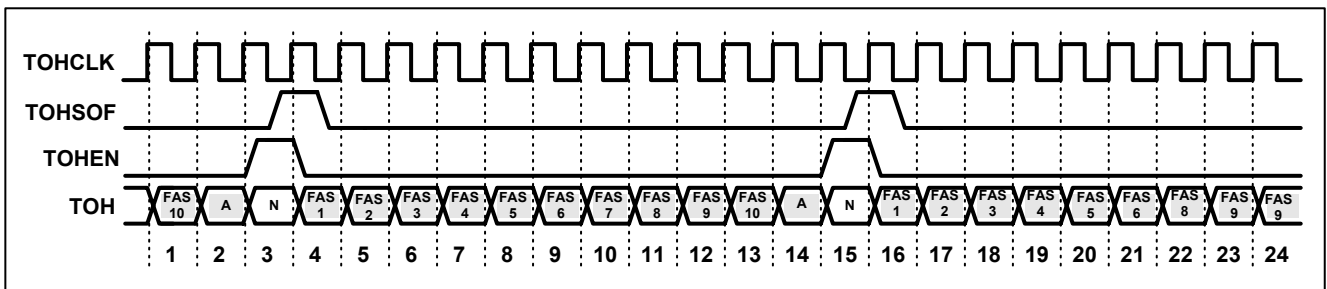 TOHCLK
TOHSOF
TOHEN
TOH FAS 10 A N FAS 1 FAS 2 FAS 3 FAS 4 FAS 5 FAS 6 FAS 7 FAS 8 FAS 9 FAS 10 A N FAS 1 FAS 2 FAS 3 FAS 4 FAS 5 FAS 6 FAS 8 FAS 9 FAS 9
1 2 3 4 5 6 7 8 9 10 11 12 13 14 15 16 17 18 19 20 21 22 23 24